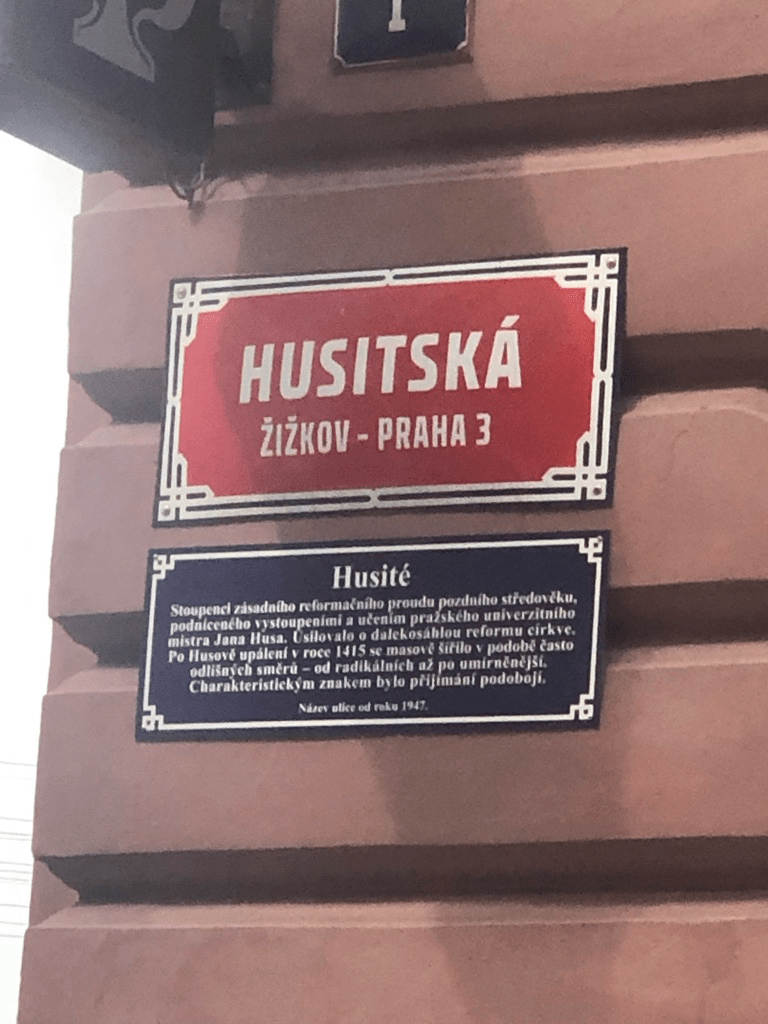 1
HUSITSKÁ
ŽIŽKOV - PRAHA 3
Husité
Stoupenci zásadního reformačního proudu pozdního středověku,
podníceného vystoupeními a učením pražského univerzitního
mistra Jana Husa. Usilovalo o dalekosáhlou reformu církve.
Po Husově upálení v roce 1415 se masově šířilo v podobě často
odlišných směrů – od radikálních až po umírněnější.
Charakteristickým znakem bylo přijímání podobojí.
Název ulice od roku 1947.